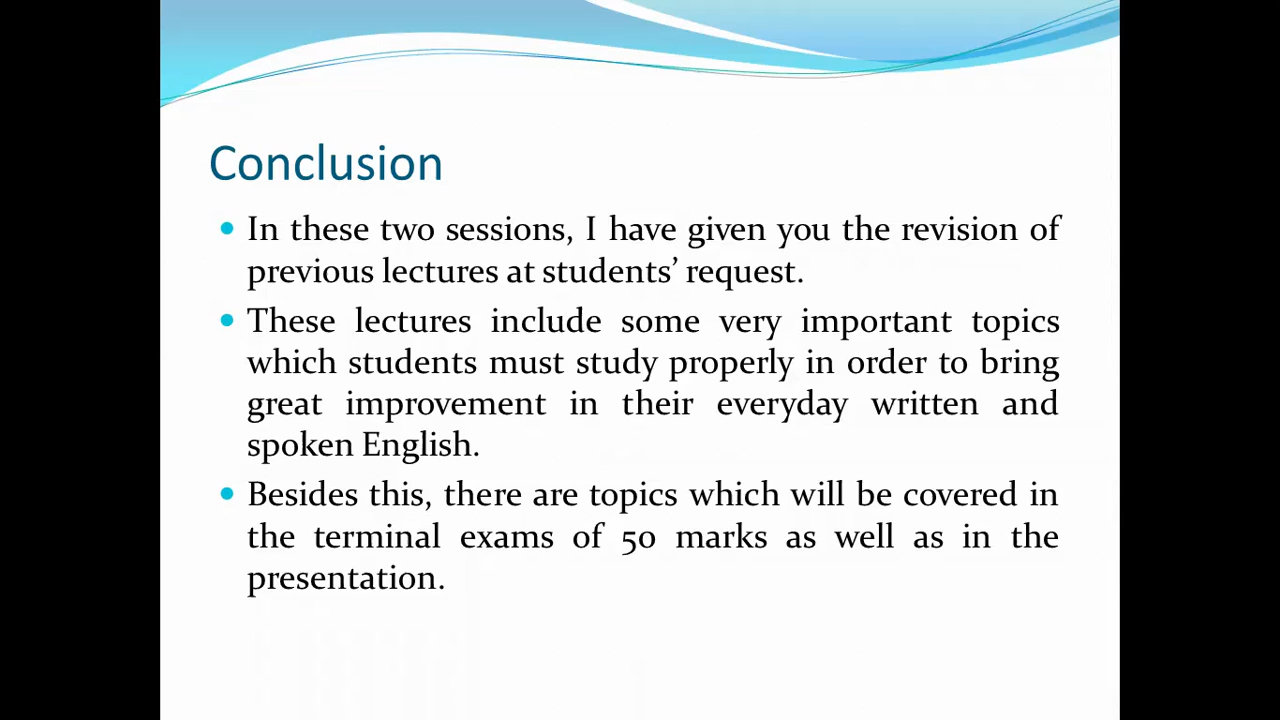 Conclusion
In these two sessions, I have given you the revision of
previous lectures at students’ request.
These lectures include some very important topics
which students must study properly in order to bring
great improvement in their everyday written and
spoken English.
Besides this, there are topics which will be covered in
the terminal exams of 50 marks as well as in the
presentation.